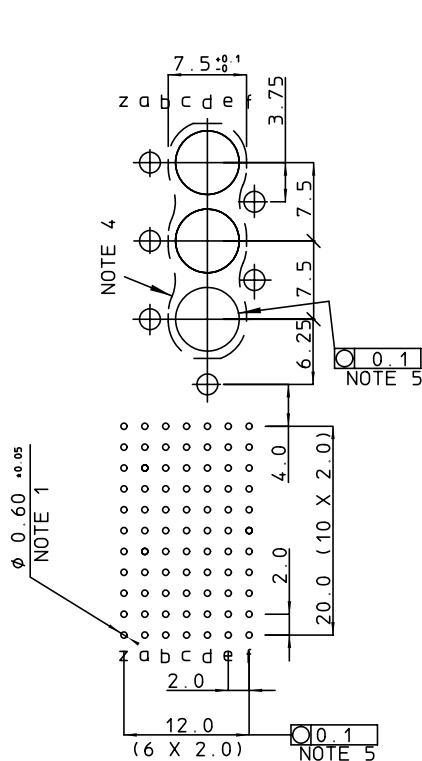 7.5 +0.1 -0
z a b c d e f
3.75
7.5
7.5
NOTE 4
6.25
0.1
NOTE 5
4.0
ø 0.60 ±0.05
NOTE 1
20.0 (10 X 2.0)
2.0
z a b c d e f
2.0
12.0
(6 X 2.0)
0.1
NOTE 5